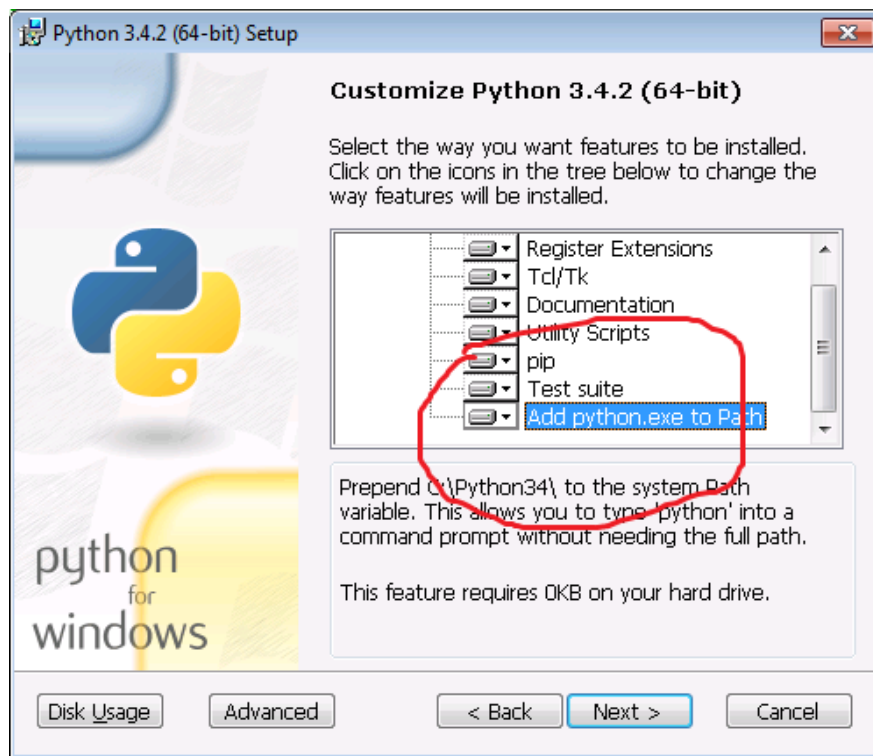 Python 3.4.2 (64-bit) Setup
Customize Python 3.4.2 (64-bit)
Select the way you want features to be installed.
Click on the icons in the tree below to change the
way features will be installed.
Register Extensions
Tcl/Tk
Documentation
Utility Scripts
pip
Test suite
Add python.exe to Path
Prepend C:\Python34\ to the system Path
variable. This allows you to type 'python' into a
command prompt without needing the full path.
This feature requires 0KB on your hard drive.
python
for
windows
Disk Usage
Advanced
< Back
Next >
Cancel